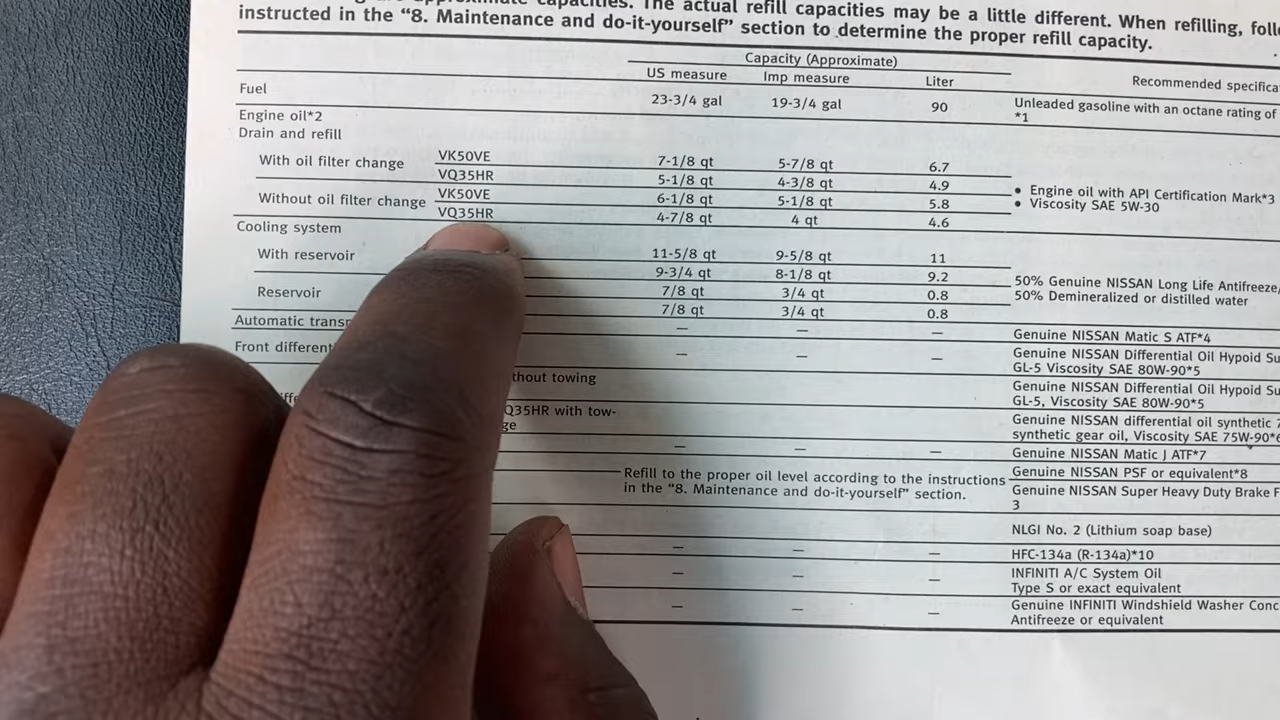 approximate capacities. The actual refill capacities may be a little different. When refilling,
instructed in the “8. Maintenance and do-it-yourself” section to determine the proper refill capacity.
Capacity (Approximate)
US measure Imp measure Liter Recommended
Fuel 23-3/4 gal 19-3/4 gal 90 Unleaded gasoline with an octane rating of
*1
Engine oil*2
Drain and refill
With oil filter change VK50VE 7-1/8 qt 5-7/8 qt 6.7
VQ35HR 5-1/8 qt 4-3/8 qt 4.9
Without oil filter change VK50VE 6-1/8 qt 5-1/8 qt 5.8
VQ35HR 4-7/8 qt 4 qt 4.6
• Engine oil with API Certification Mark*3
• Viscosity SAE 5W-30
Cooling system
With reservoir 11-5/8 qt 9-5/8 qt 11
9-3/4 qt 8-1/8 qt 9.2
Reservoir 7/8 qt 3/4 qt 0.8
7/8 qt 3/4 qt 0.8
50% Genuine NISSAN Long Life Antifreeze/
50% Demineralized or distilled water
Automatic — — — Genuine NISSAN Matic S ATF*4
Front — — — Genuine NISSAN Differential Oil Hypoid
GL-5 Viscosity SAE 80W-90*5
towing Genuine NISSAN Differential Oil Hypoid
GL-5, Viscosity SAE 80W-90*5
with tow- Genuine NISSAN differential oil synthetic
synthetic gear oil, Viscosity SAE 75W-90*6
— — — Genuine NISSAN Matic J ATF*7
Refill to the proper oil level according to the instructions
in the “8. Maintenance and do-it-yourself” section.
Genuine NISSAN PSF or equivalent*8
Genuine NISSAN Super Heavy Duty Brake
3
NLGI No. 2 (Lithium soap base)
— — — HFC-134a (R-134a)*10
— — — INFINITI A/C System Oil
Type S or exact equivalent
— — — Genuine INFINITI Windshield Washer
Antifreeze or equivalent